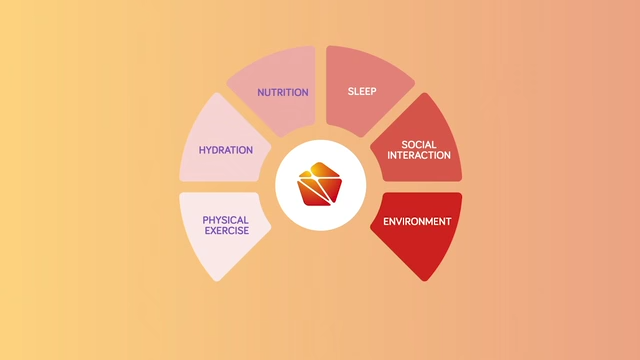 NUTRITION
SLEEP
HYDRATION
SOCIAL
INTERACTION
PHYSICAL
EXERCISE
ENVIRONMENT